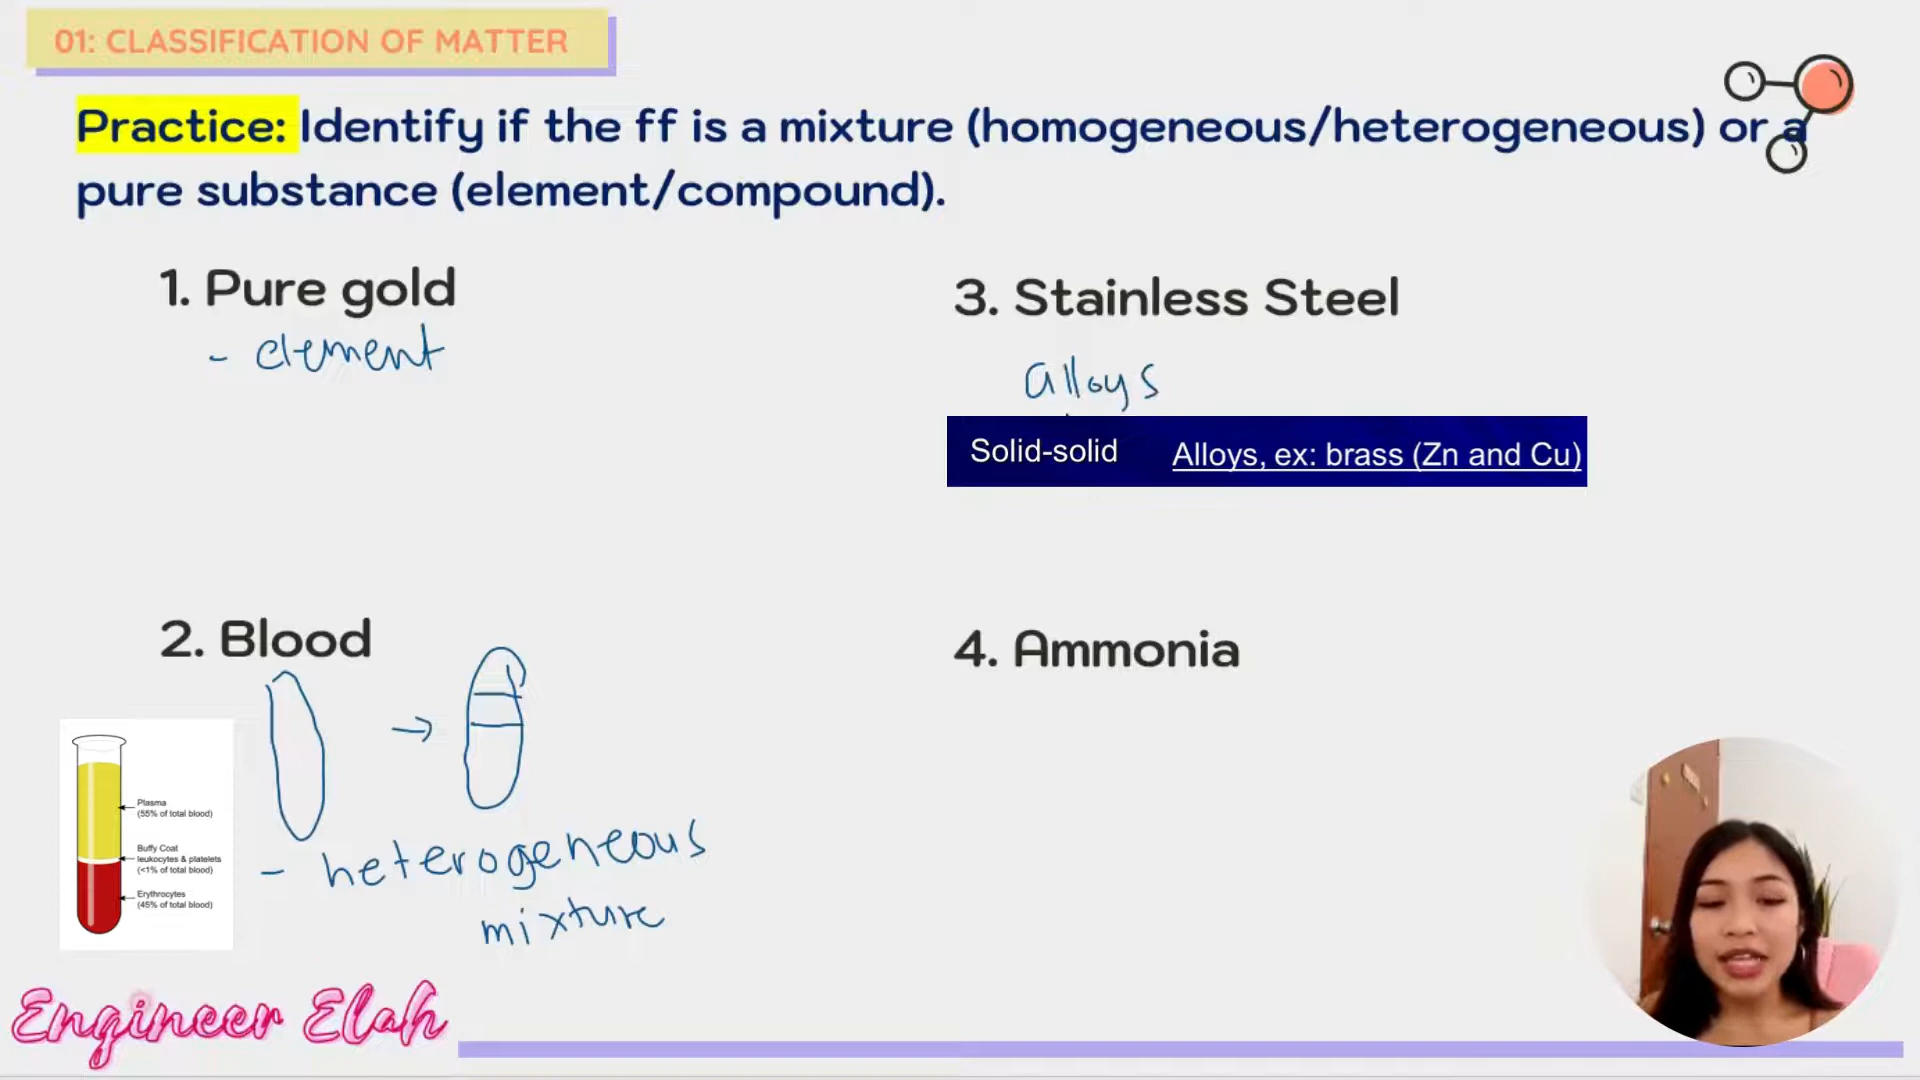 01: CLASSIFICATION OF MATTER
Practice: Identify if the ff is a mixture (homogeneous/heterogeneous) or a
pure substance (element/compound).
1. Pure gold
- element
2. Blood
Plasma
(55% of total blood)
Buffy Coat
leukocytes & platelets
(<1% of total blood)
Erythrocytes
(45% of total blood)
- heterogeneous
mixture
3. Stainless Steel
alloys
Solid-solid Alloys, ex: brass (Zn and Cu)
4. Ammonia
Engineer Elah